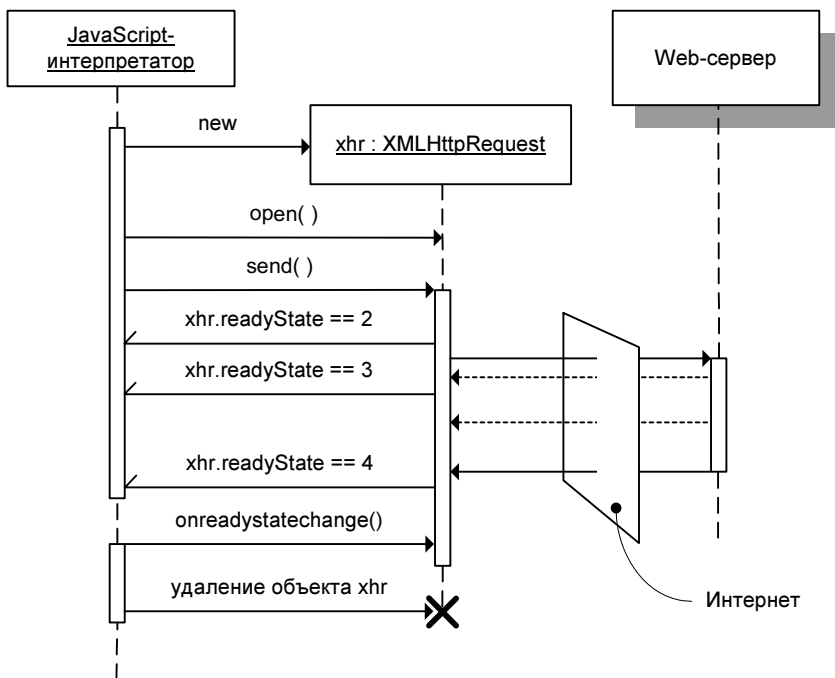 JavaScript-
интерпретатор
Web-сервер
new
xhr : XMLHttpRequest
open( )
send( )
xhr.readyState == 2
xhr.readyState == 3
xhr.readyState == 4
onreadystatechange()
удаление объекта xhr
Интернет